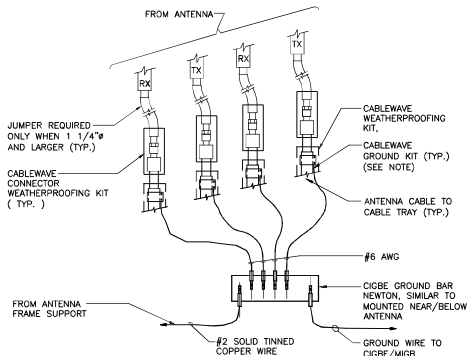 FROM ANTENNA
TX
RX
TX
RX
JUMPER REQUIRED
ONLY WHEN 1 1/4"ø
AND LARGER (TYP.)
CABLEWAVE
CONNECTOR
WEATHERPROOFING KIT
( TYP. )
CABLEWAVE
WEATHERPROOFING
KIT.
CABLEWAVE
GROUND KIT (TYP.)
(SEE NOTE)
ANTENNA CABLE TO
CABLE TRAY (TYP.)
#6 AWG
CIGBE GROUND BAR
NEWTON, SIMILAR TO
MOUNTED NEAR/BELOW
ANTENNA
FROM ANTENNA
FRAME SUPPORT
#2 SOLID TINNED
COPPER WIRE
GROUND WIRE TO
CIGBE/MIGB